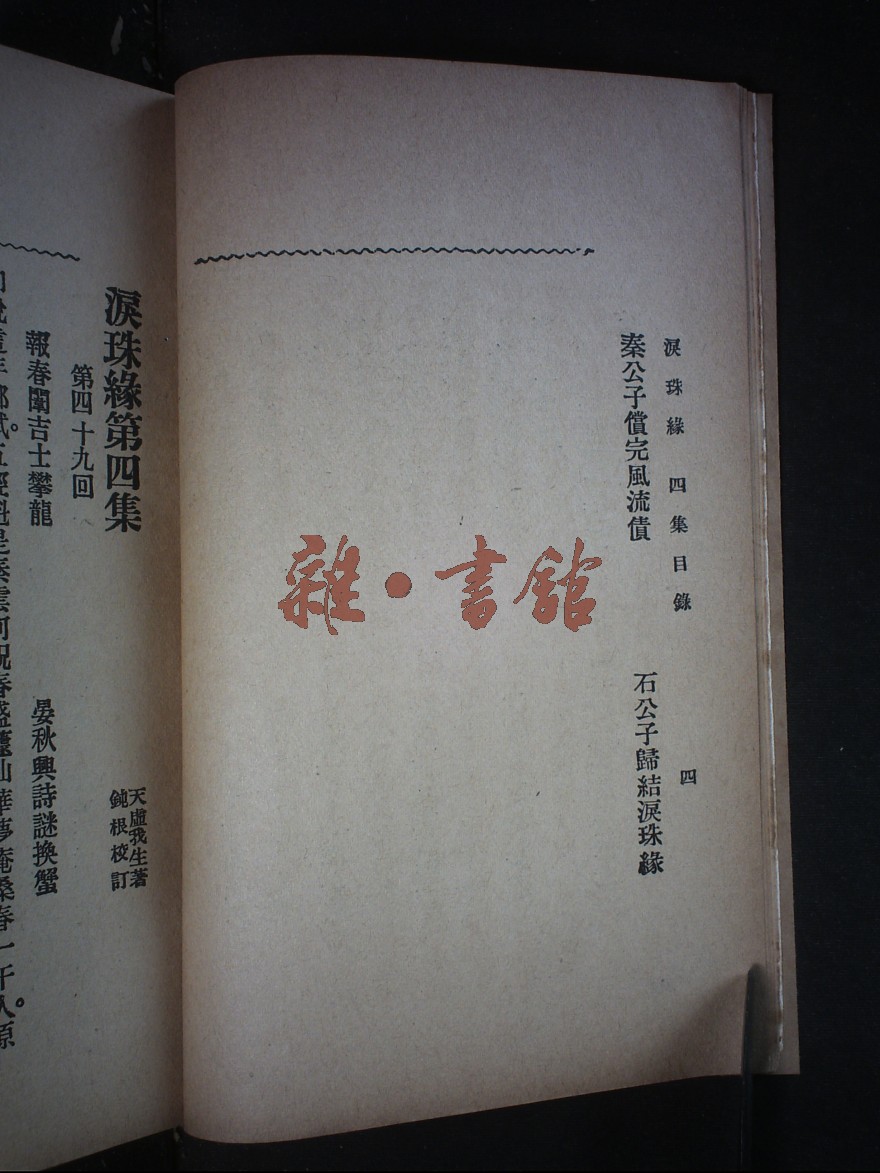 淚珠緣 四集目錄 四
秦公子償完風流債 石公子歸結淚珠緣
雜·書館
淚珠緣第四集
天虛我生著
鈍根校訂
第四十九回
報春闈吉士攀龍 晏秋興詩謎換蟹